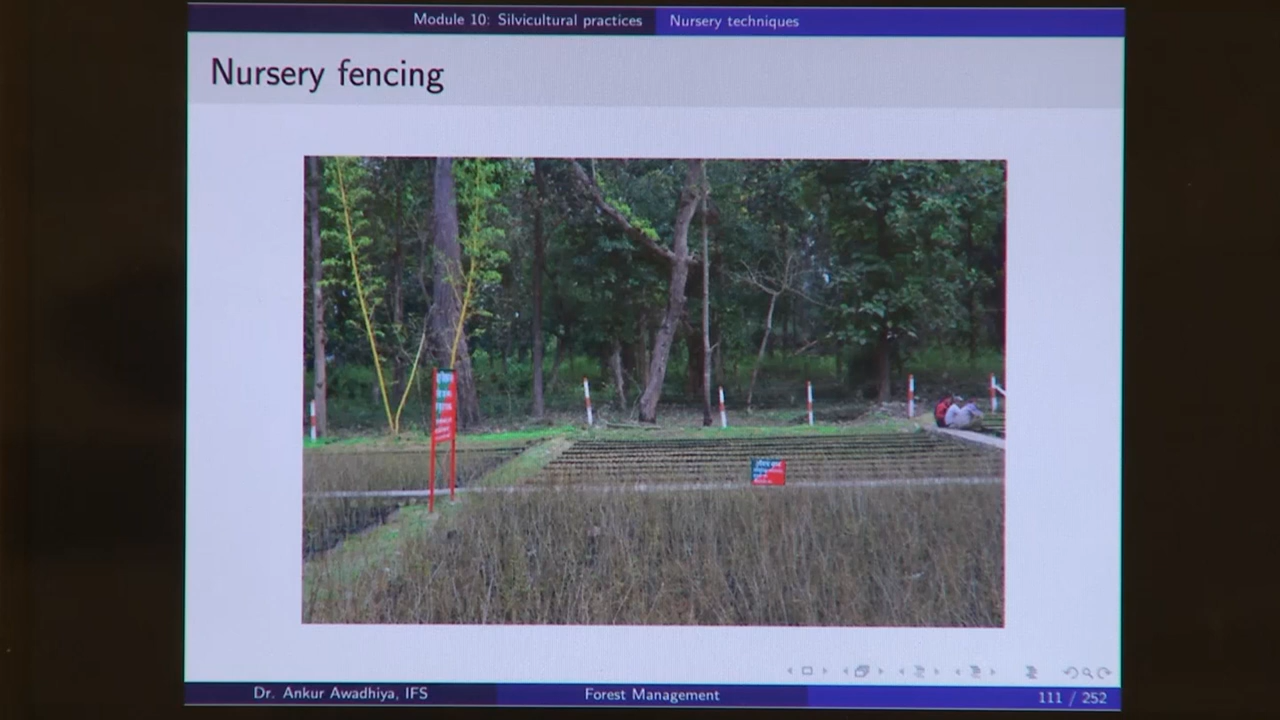 Module 10: Silvicultural practices
Nursery techniques
Nursery fencing
Dr. Ankur Awadhiya, IFS
Forest Management
111 / 252